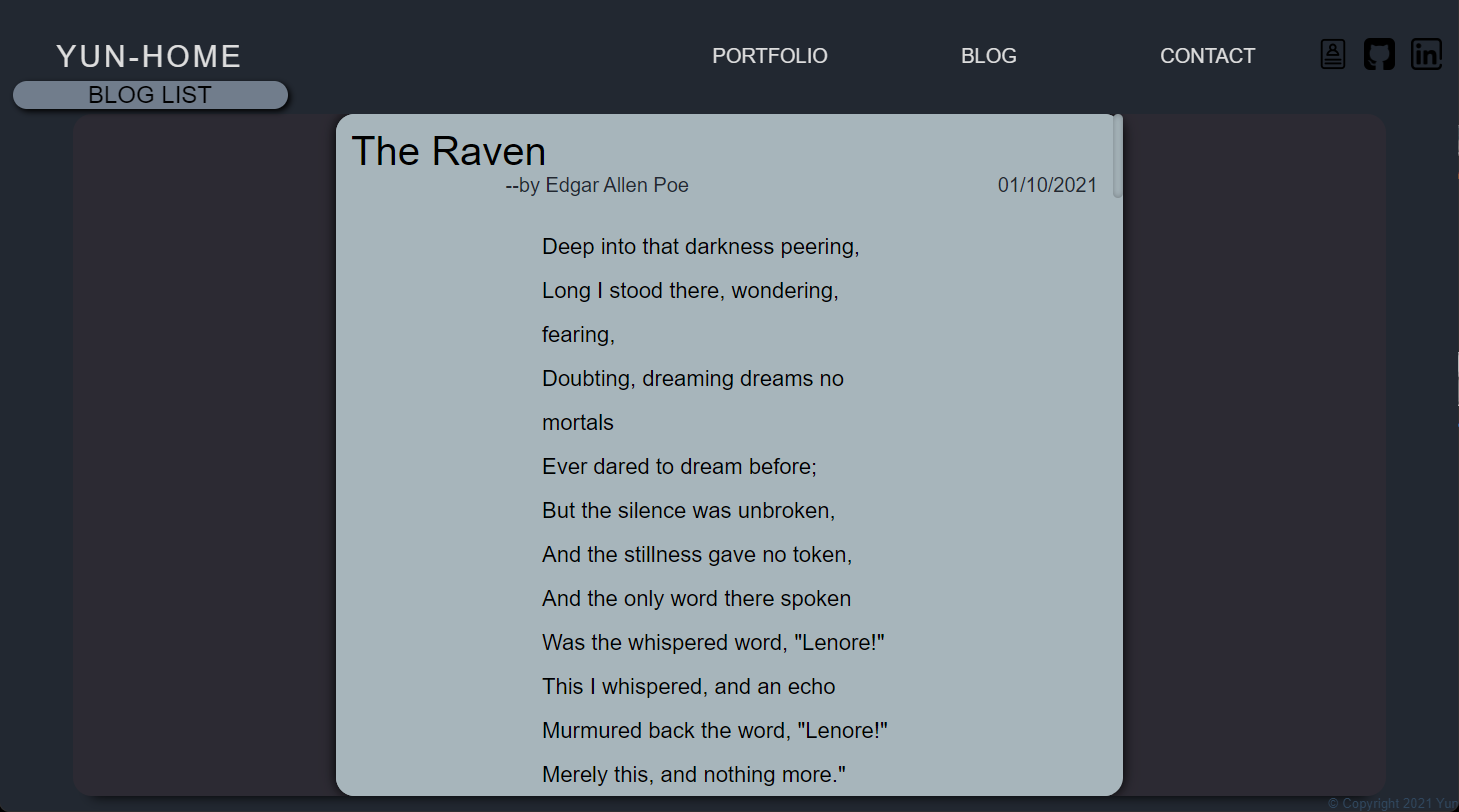 YUN-HOME
PORTFOLIO
BLOG
CONTACT
in
BLOG LIST
The Raven
--by Edgar Allen Poe
01/10/2021
Deep into that darkness peering,
Long I stood there, wondering,
fearing,
Doubting, dreaming dreams no
mortals
Ever dared to dream before;
But the silence was unbroken,
And the stillness gave no token,
And the only word there spoken
Was the whispered word, "Lenore!"
This I whispered, and an echo
Murmured back the word, "Lenore!"
Merely this, and nothing more."
© Copyright 2021 Yun